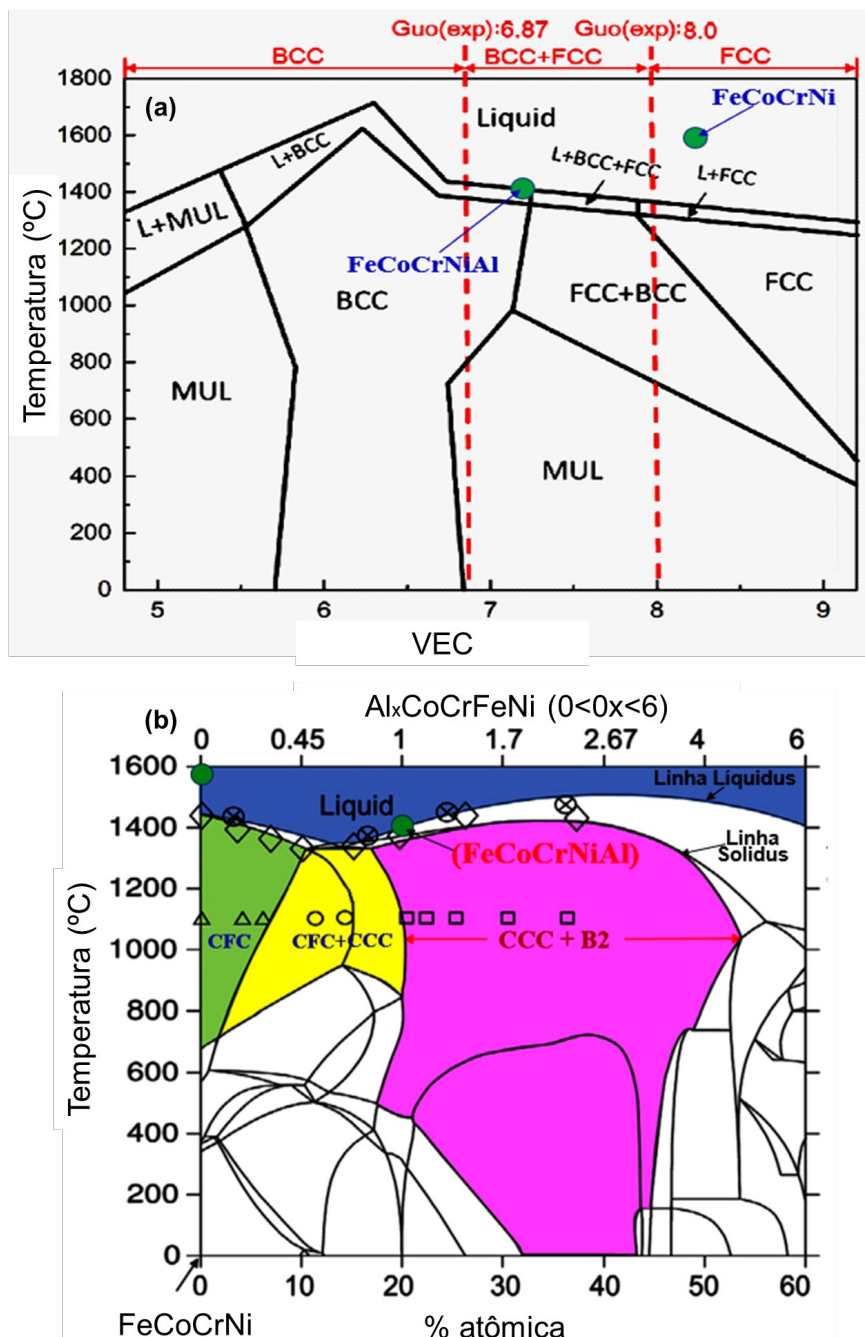 Guo(exp):6.87 Guo(exp):8.0
BCC BCC+FCC FCC
1800
1600
1400
1200
1000
800
600
400
200
0
Temperatura (ºC)
(a)
Liquid
FeCoCrNi
L+BCC
L+BCC+FCC
L+FCC
L+MUL
FeCoCrNiAl
BCC
FCC+BCC
FCC
MUL
MUL
5 6 7 8 9
VEC
(b)
AlxCoCrFeNi (0<0x<6)
0 0.45 1 1.7 2.67 4 6
1600
1400
1200
1000
800
600
400
200
0
Temperatura (ºC)
Liquid
Linha Líquidus
(FeCoCrNiAl)
Linha
Solidus
CFC
CFC+CCC
CCC + B2
0 10 20 30 40 50 60
FeCoCrNi
% atômica